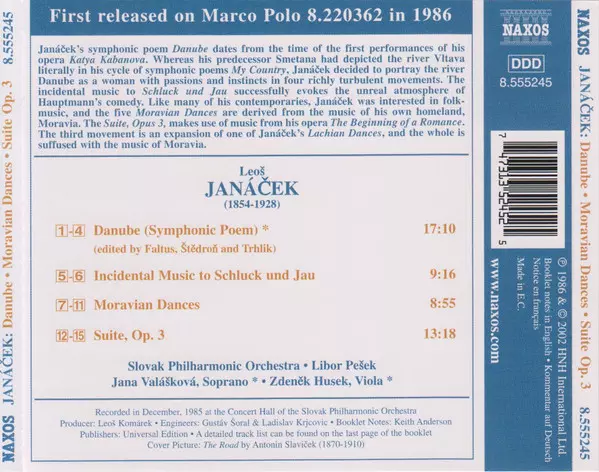 First released on Marco Polo 8.220362 in 1986
Janáček's symphonic poem Danube dates from the time of the first performances of his
opera Katya Kabanova. Whereas his predecessor Smetana had depicted the river Vltava
literally in his cycle of symphonic poems My Country, Janáček decided to portray the river
Danube as a woman with passions and instincts in four richly turbulent movements. The
incidental music to Schluck und Jau successfully evokes the unreal atmosphere of
Hauptmann's comedy. Like many of his contemporaries, Janáček was interested in folk-
music, and the five Moravian Dances are derived from the music of his own homeland,
Moravia. The Suite, Opus 3, makes use of music from his opera The Beginning of a Romance.
The third movement is an expansion of one of Janáček's Lachian Dances, and the whole is
suffused with the music of Moravia.
Leoš
JANÁČEK
(1854-1928)
1-4 Danube (Symphonic Poem) * 17:10
(edited by Faltus, Štědroň and Trhlík)
5-6 Incidental Music to Schluck und Jau 9:16
7-11 Moravian Dances 8:55
12-15 Suite, Op. 3 13:18
Slovak Philharmonic Orchestra • Libor Pešek
Jana Valášková, Soprano * • Zdeněk Husek, Viola *
Recorded in December, 1985 at the Concert Hall of the Slovak Philharmonic Orchestra
Producer: Leoš Komárek • Engineers: Gustáv Šoral & Ladislav Krjcovic • Booklet Notes: Keith Anderson
Publishers: Universal Edition • A detailed track list can be found on the last page of the booklet
Cover Picture: The Road by Antonín Slavíček (1870-1910)
NAXOS
DDD
8.555245
7 47313 52452 5
www.naxos.com
℗ 1986 & © 2002 HNH International Ltd.
Booklet notes in English • Kommentar auf Deutsch
Notice en français
Made in E.C.
NAXOS JANÁČEK: Danube • Moravian Dances • Suite Op. 3 8.555245
NAXOS JANÁČEK: Danube • Moravian Dances • Suite Op. 3 8.555245